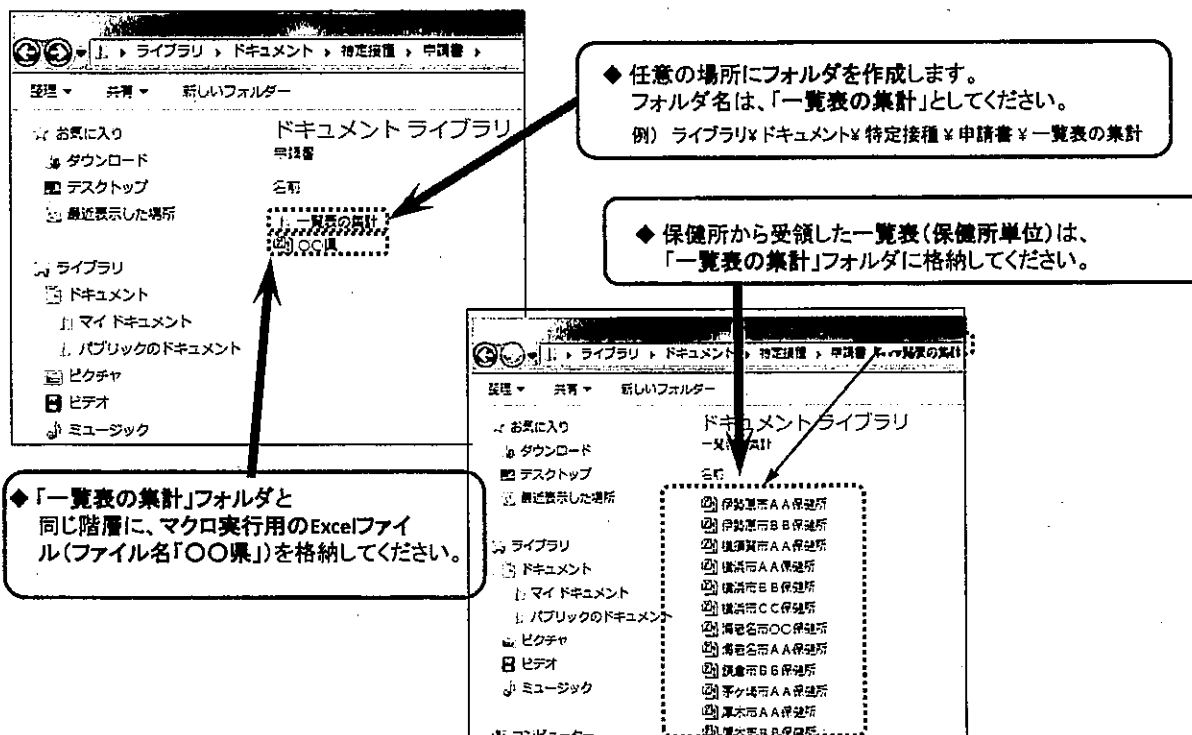 ライブラリ ▸ ドキュメント ▸ 特定接種 ▸ 申請書 ▸
整理 ▾ 共有 ▾ 新しいフォルダー
お気に入り
ダウンロード
デスクトップ
最近表示した場所
ライブラリ
ドキュメント
マイ ドキュメント
パブリックのドキュメント
ピクチャ
ビデオ
ミュージック
ドキュメント ライブラリ
申請書
名前
一覧表の集計
○○県
◆ 任意の場所にフォルダを作成します。
フォルダ名は、「一覧表の集計」としてください。
例) ライブラリ¥ドキュメント¥特定接種¥申請書¥一覧表の集計
◆ 保健所から受領した一覧表(保健所単位)は、
「一覧表の集計」フォルダに格納してください。
◆「一覧表の集計」フォルダと
同じ階層に、マクロ実行用のExcelファイ
ル(ファイル名「〇〇県」)を格納してください。
ライブラリ ▸ ドキュメント ▸ 特定接種 ▸ 申請書 ▸ 一覧表の集計
整理 ▾ 共有 ▾ 新しいフォルダー
お気に入り
ダウンロード
デスクトップ
最近表示した場所
ライブラリ
ドキュメント
マイ ドキュメント
パブリックのドキュメント
ピクチャ
ビデオ
ミュージック
コンピューター
ドキュメント ライブラリ
名前
伊勢原市AA保健所
伊勢原市BB保健所
横須賀市AA保健所
横浜市AA保健所
横浜市BB保健所
横浜市CC保健所
海老名市OC保健所
海老名市AA保健所
鎌倉市BB保健所
茅ケ崎市AA保健所
厚木市AA保健所
厚木市BB保健所